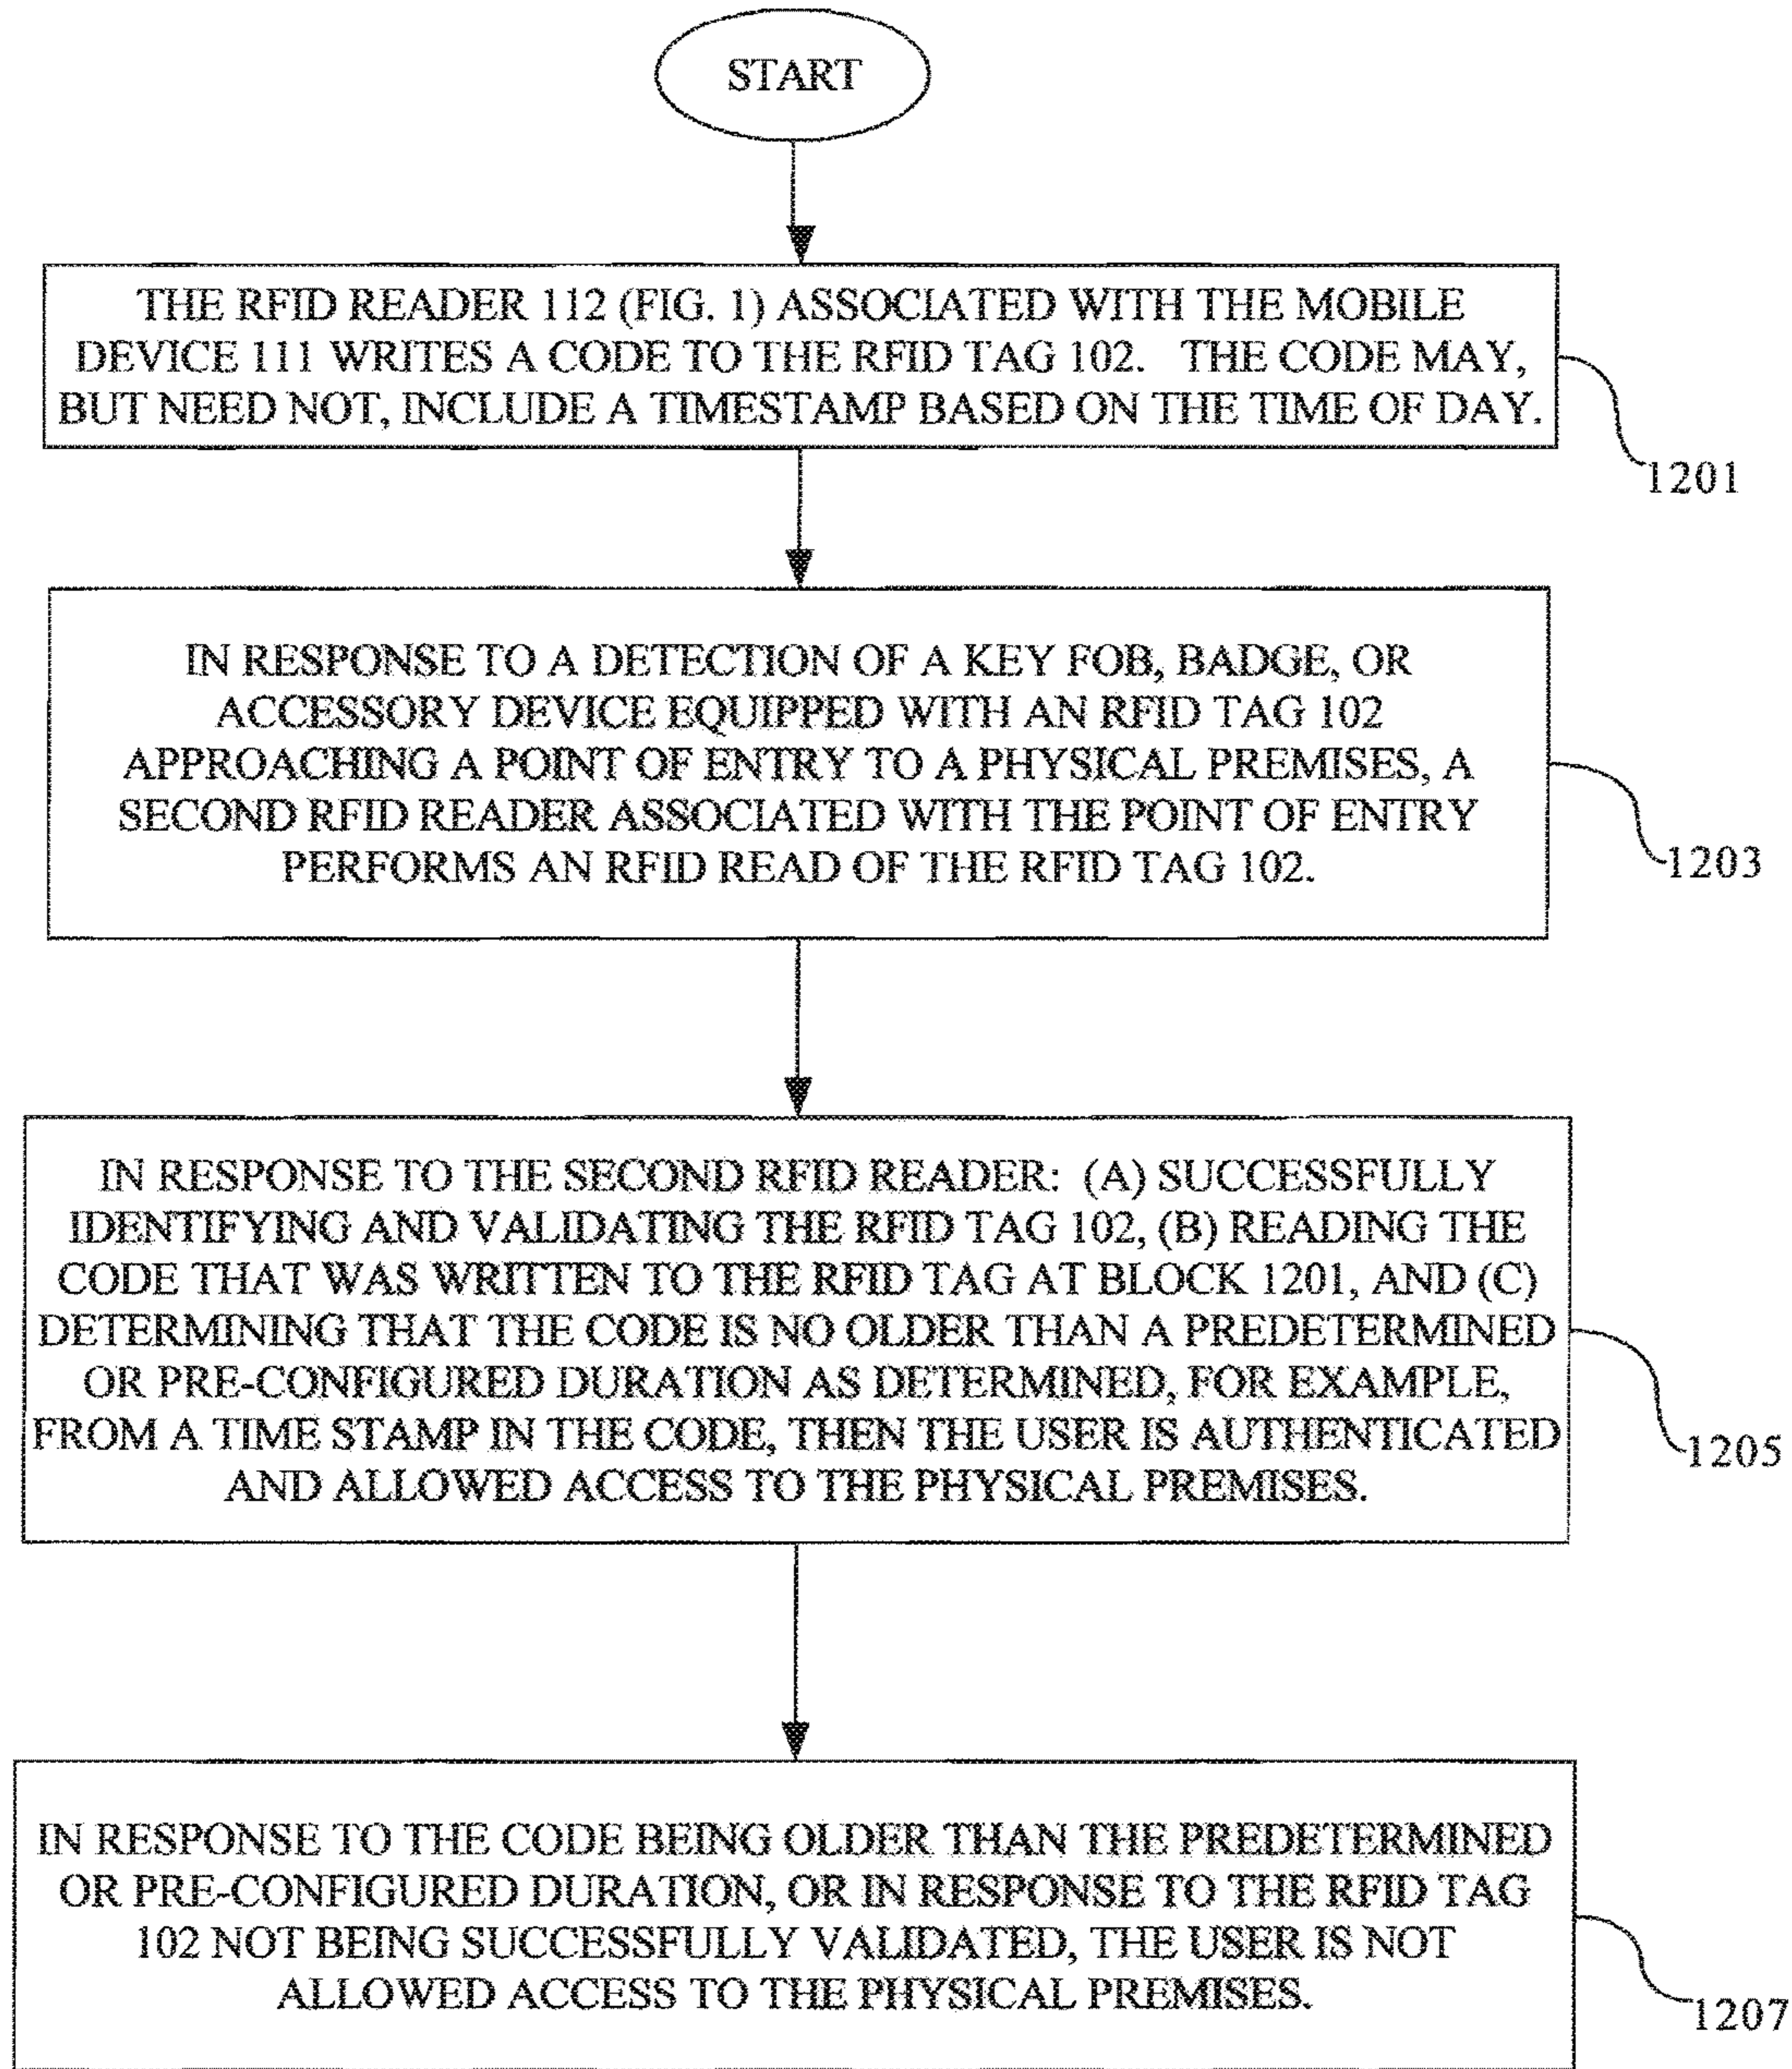 START
THE RFID READER 112 (FIG. 1) ASSOCIATED WITH THE MOBILE
DEVICE 111 WRITES A CODE TO THE RFID TAG 102. THE CODE MAY,
BUT NEED NOT, INCLUDE A TIMESTAMP BASED ON THE TIME OF DAY.
1201
IN RESPONSE TO A DETECTION OF A KEY FOB, BADGE, OR
ACCESSORY DEVICE EQUIPPED WITH AN RFID TAG 102
APPROACHING A POINT OF ENTRY TO A PHYSICAL PREMISES, A
SECOND RFID READER ASSOCIATED WITH THE POINT OF ENTRY
PERFORMS AN RFID READ OF THE RFID TAG 102.
1203
IN RESPONSE TO THE SECOND RFID READER: (A) SUCCESSFULLY
IDENTIFYING AND VALIDATING THE RFID TAG 102, (B) READING THE
CODE THAT WAS WRITTEN TO THE RFID TAG AT BLOCK 1201, AND (C)
DETERMINING THAT THE CODE IS NO OLDER THAN A PREDETERMINED
OR PRE-CONFIGURED DURATION AS DETERMINED, FOR EXAMPLE,
FROM A TIME STAMP IN THE CODE, THEN THE USER IS AUTHENTICATED
AND ALLOWED ACCESS TO THE PHYSICAL PREMISES.
1205
IN RESPONSE TO THE CODE BEING OLDER THAN THE PREDETERMINED
OR PRE-CONFIGURED DURATION, OR IN RESPONSE TO THE RFID TAG
102 NOT BEING SUCCESSFULLY VALIDATED, THE USER IS NOT
ALLOWED ACCESS TO THE PHYSICAL PREMISES.
1207